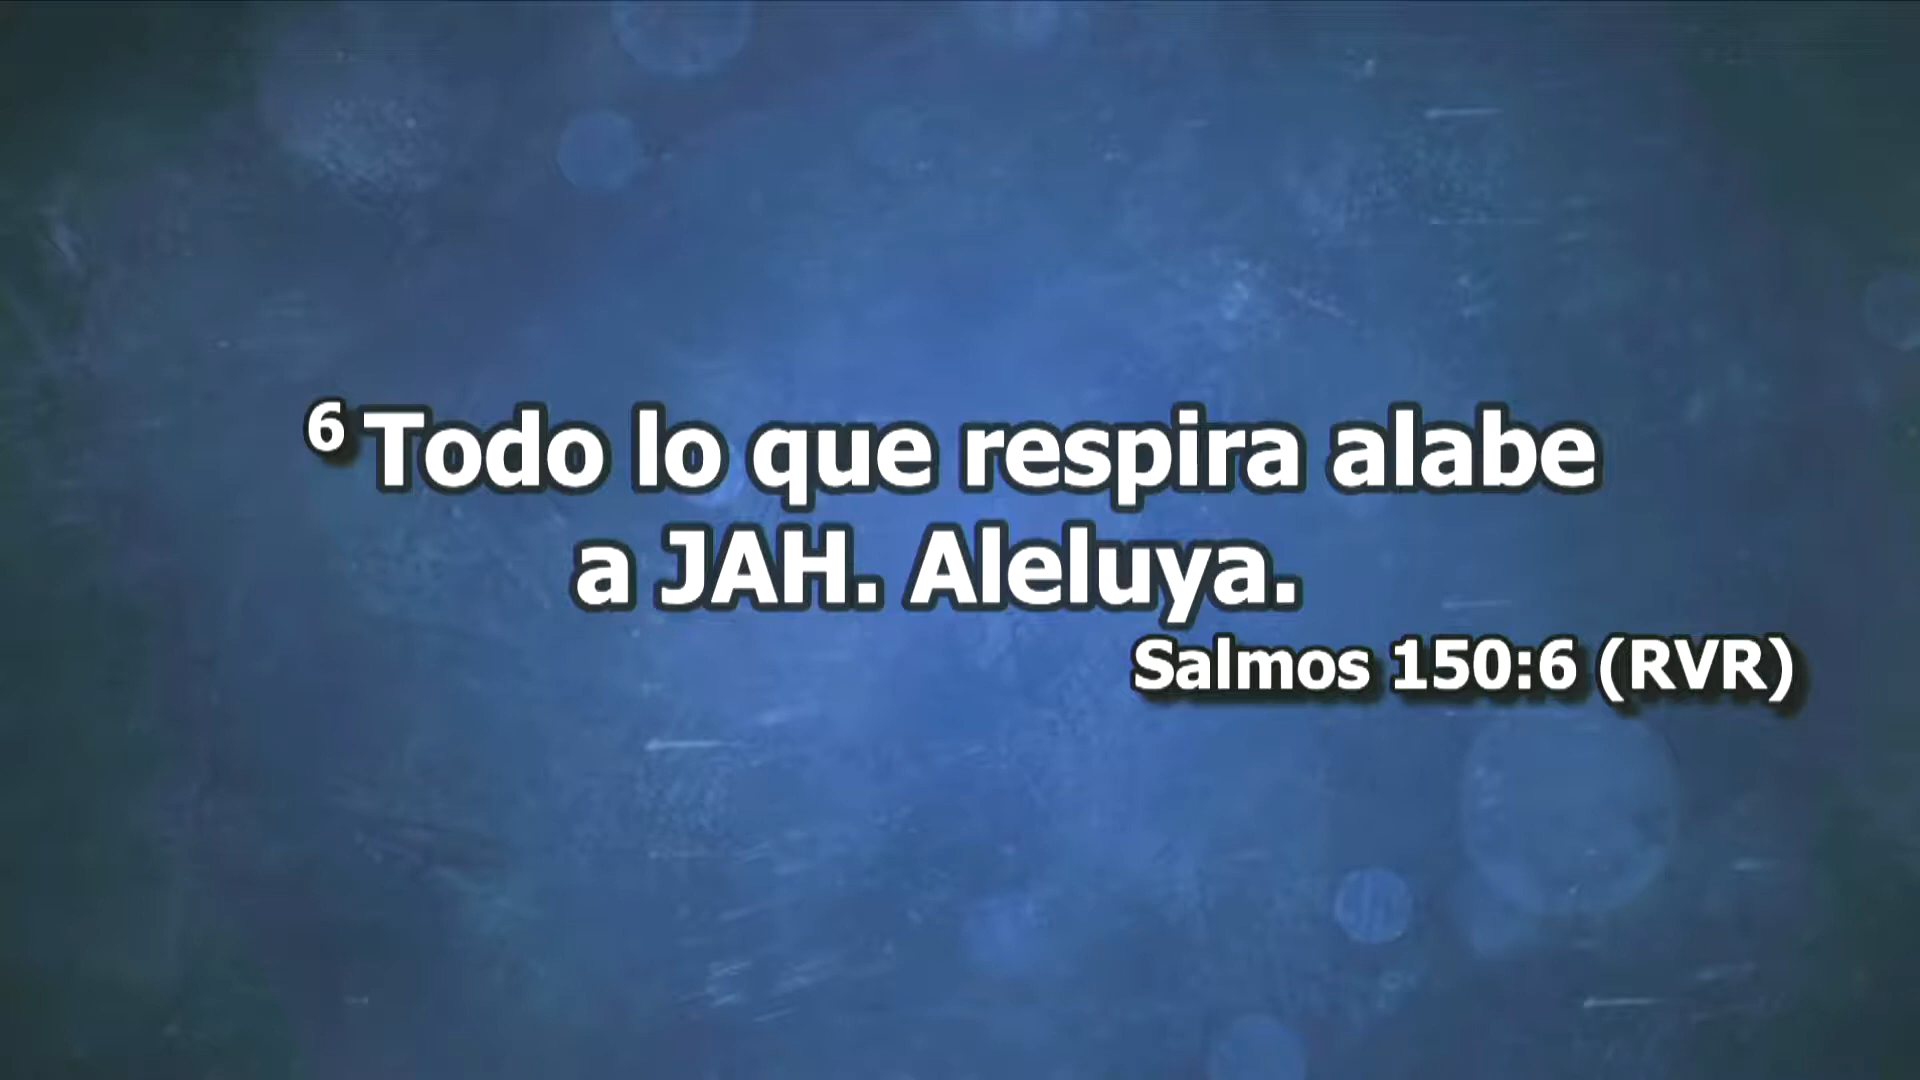 6 Todo lo que respira alabe
a JAH. Aleluya.
Salmos 150:6 (RVR)